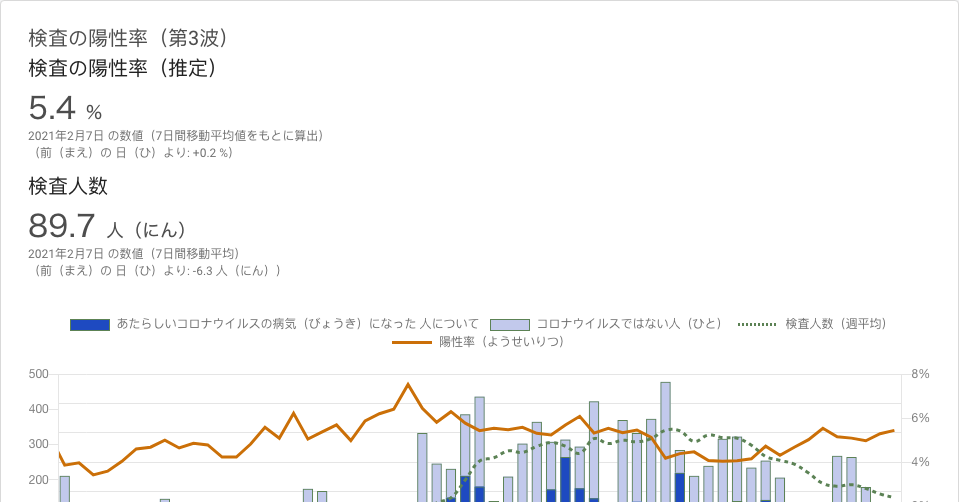 検査の陽性率（第3波）
検査の陽性率（推定）
5.4 %
2021年2月7日 の数値（7日間移動平均値をもとに算出）
（前（まえ）の 日（ひ）より: +0.2 %）
検査人数
89.7 人（にん）
2021年2月7日 の数値（7日間移動平均）
（前（まえ）の 日（ひ）より: -6.3 人（にん））
あたらしいコロナウイルスの病気（びょうき）になった 人について コロナウイルスではない人（ひと） 検査人数（週平均）
陽性率（ようせいりつ）
500 8%
400 6%
300 4%
200